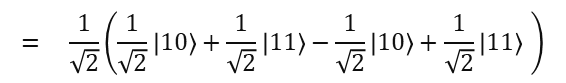 = 1/√2 ( 1/√2 |10⟩ + 1/√2 |11⟩ − 1/√2 |10⟩ + 1/√2 |11⟩ )